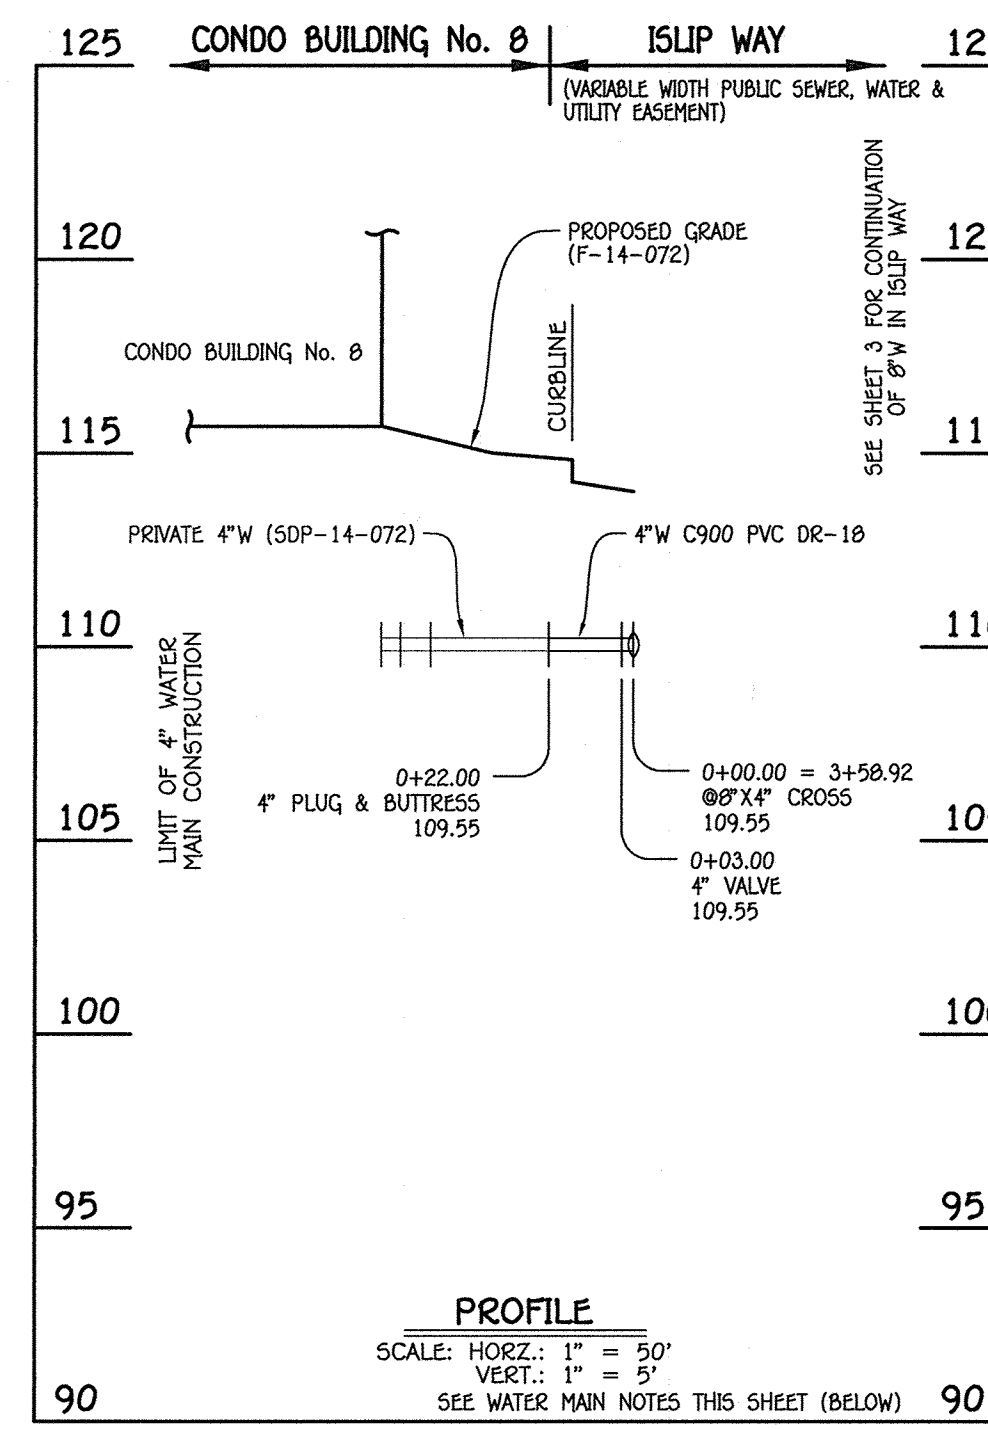 CONDO BUILDING No. 8
ISLIP WAY
(VARIABLE WIDTH PUBLIC SEWER, WATER &
UTILITY EASEMENT)
125
12
SEE SHEET 3 FOR CONTINUATION
OF 8"W IN ISLIP WAY
120
12
PROPOSED GRADE
(F-14-072)
CURBLINE
CONDO BUILDING No. 8
115
11
PRIVATE 4"W (SDP-14-072)
4"W C900 PVC DR-18
110
11
LIMIT OF 4" WATER
MAIN CONSTRUCTION
0+22.00
4" PLUG & BUTTRESS
109.55
0+00.00 = 3+58.92
@8"X4" CROSS
109.55
105
10
0+03.00
4" VALVE
109.55
100
10
95
95
PROFILE
SCALE: HORZ.: 1" = 50'
VERT.: 1" = 5'
SEE WATER MAIN NOTES THIS SHEET (BELOW)
90
90